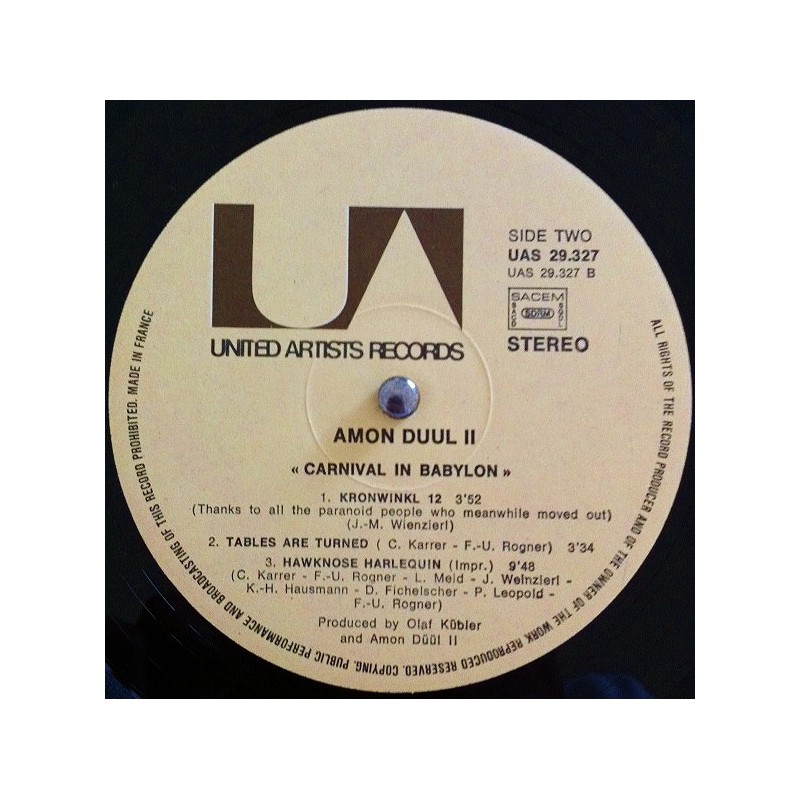 UA
UNITED ARTISTS RECORDS
SIDE TWO
UAS 29.327
UAS 29.327 B
SACEM
SACD
SDRM
SGDL
STEREO
AMON DUUL II
« CARNIVAL IN BABYLON »
1. KRONWINKL 12 3'52
(Thanks to all the paranoid people who meanwhile moved out)
(J.-M. Wienzierl)
2. TABLES ARE TURNED ( C. Karrer - F.-U. Rogner) 3'34
3. HAWKNOSE HARLEQUIN (Impr.) 9'48
(C. Karrer - F.-U. Rogner - L. Meid - J. Weinzierl -
K.-H. Hausmann - D. Fichelscher - P. Leopold -
F.-U. Rogner)
Produced by Olaf Kübler
and Amon Düül II
ALL RIGHTS OF THE RECORD PRODUCER AND OF THE OWNER OF THE WORK REPRODUCED RESERVED. COPYING, PUBLIC PERFORMANCE AND BROADCASTING OF THIS RECORD PROHIBITED. MADE IN FRANCE